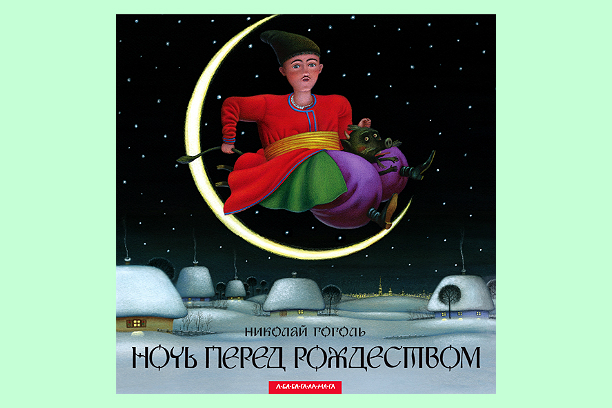 НИКОЛАЙ ГОГОЛЬ
НОЧЬ ПЕРЕД РОЖДЕСТВОМ
А-БА-БА-ГА-ЛА-МА-ГА